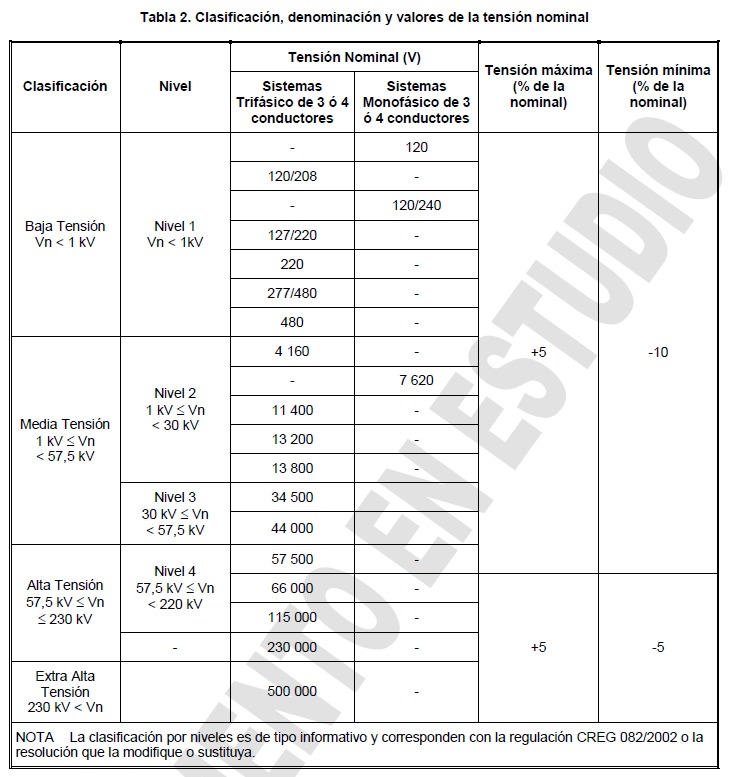 Tabla 2. Clasificación, denominación y valores de la tensión nominal
Clasificación
Nivel
Tensión Nominal (V)
Sistemas
Trifásico de 3 ó 4
conductores
Sistemas
Monofásico de 3
ó 4 conductores
Tensión máxima
(% de la
nominal)
Tensión mínima
(% de la
nominal)
Baja Tensión
Vn < 1 kV
Nivel 1
Vn < 1kV
- 120
120/208 -
- 120/240
127/220 -
220 -
277/480 -
480 -
+5 -10
Media Tensión
1 kV ≤ Vn
< 57,5 kV
Nivel 2
1 kV ≤ Vn
< 30 kV
4 160 -
- 7 620
11 400 -
13 200 -
13 800 -
Nivel 3
30 kV ≤ Vn
< 57,5 kV
34 500 -
44 000 -
Alta Tensión
57,5 kV ≤ Vn
≤ 230 kV
Nivel 4
57,5 kV ≤ Vn
< 220 kV
57 500 -
66 000 -
115 000 -
- 230 000 -
+5 -5
Extra Alta
Tensión
230 kV < Vn
500 000 -
NOTA La clasificación por niveles es de tipo informativo y corresponden con la regulación CREG 082/2002 o la
resolución que la modifique o sustituya.
MENTO EN ESTUDIO